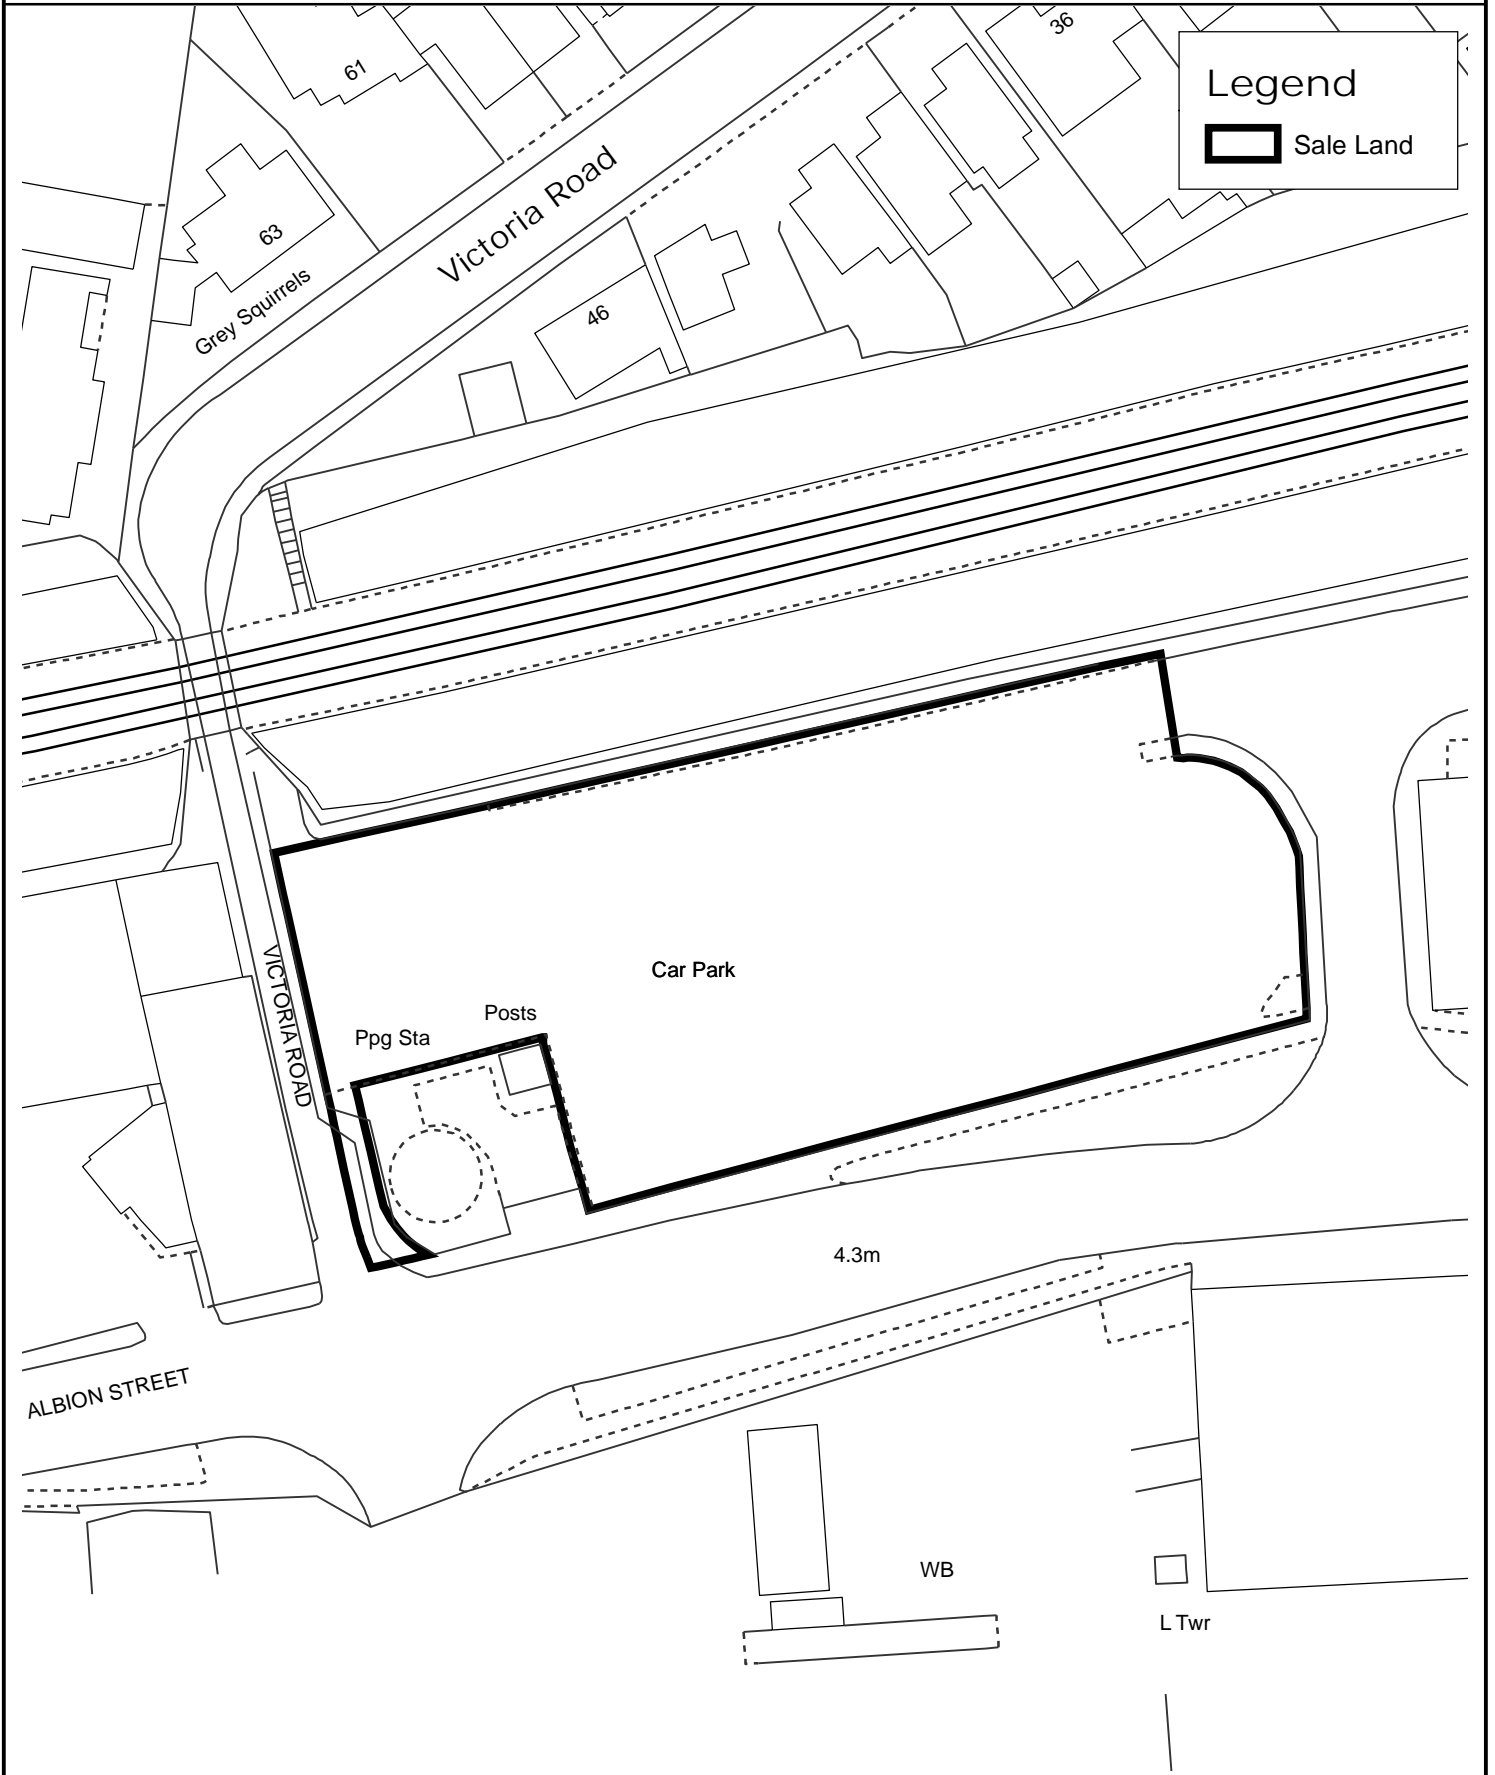 36
61
Legend
Sale Land
Victoria Road
63
Grey Squirrels
46
Car Park
VICTORIA ROAD
Posts
Ppg Sta
4.3m
ALBION STREET
WB
L Twr